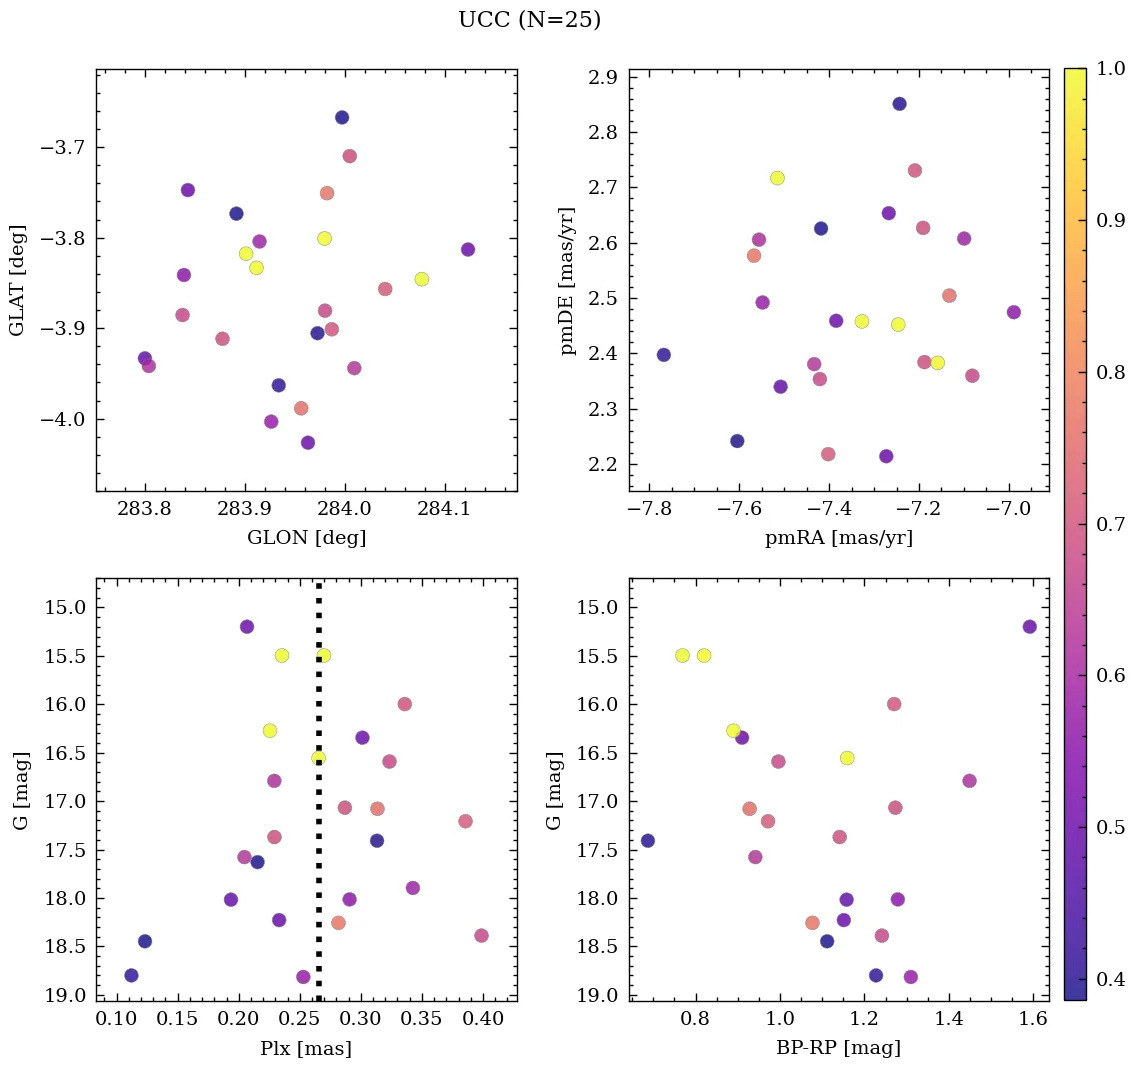 UCC (N=25)
−3.7
−3.8
−3.9
−4.0
GLAT [deg]
283.8 283.9 284.0 284.1
GLON [deg]
2.9
2.8
2.7
2.6
2.5
2.4
2.3
2.2
pmDE [mas/yr]
−7.8 −7.6 −7.4 −7.2 −7.0
pmRA [mas/yr]
15.0
15.5
16.0
16.5
17.0
17.5
18.0
18.5
19.0
G [mag]
0.10 0.15 0.20 0.25 0.30 0.35 0.40
Plx [mas]
15.0
15.5
16.0
16.5
17.0
17.5
18.0
18.5
19.0
G [mag]
0.8 1.0 1.2 1.4 1.6
BP-RP [mag]
1.0
0.9
0.8
0.7
0.6
0.5
0.4